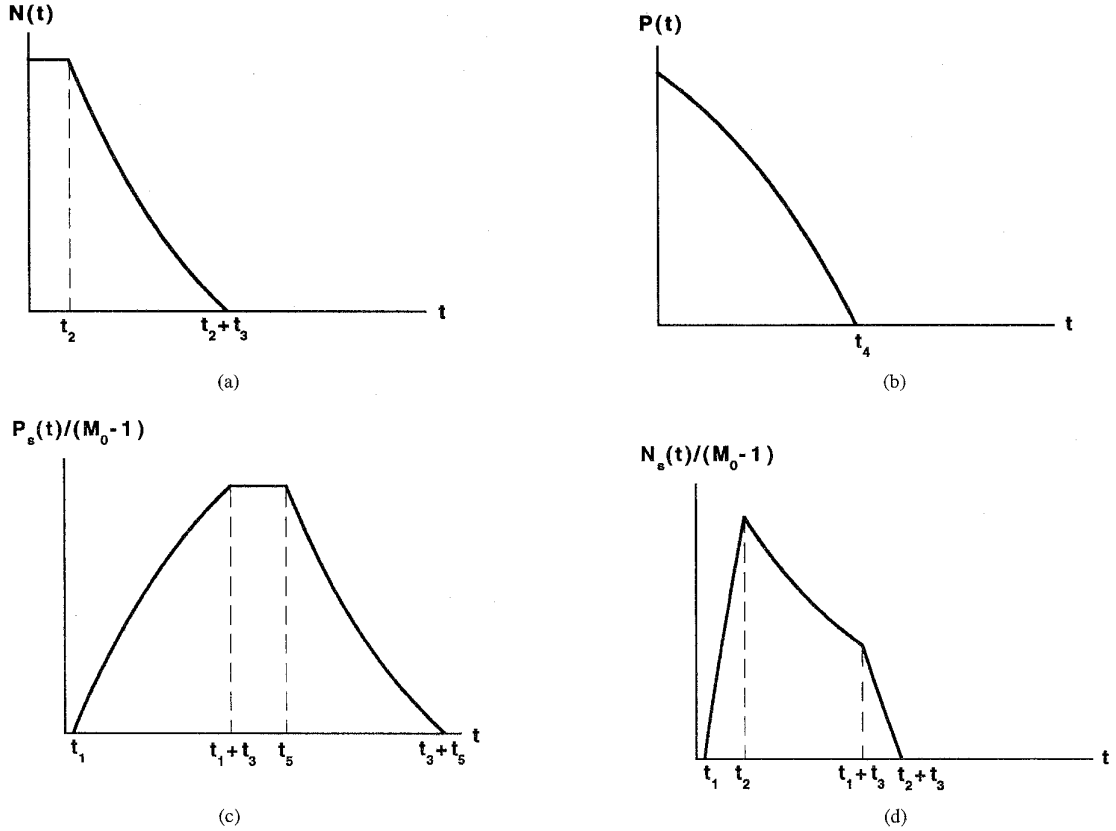 N(t)
t₂
t₂+t₃
t
(a)
P(t)
t₄
t
(b)
Pₛ(t)/(M₀-1)
t₁
t₁+t₃
t₅
t₃+t₅
t
(c)
Nₛ(t)/(M₀-1)
t₁
t₂
t₁+t₃
t₂+t₃
t
(d)